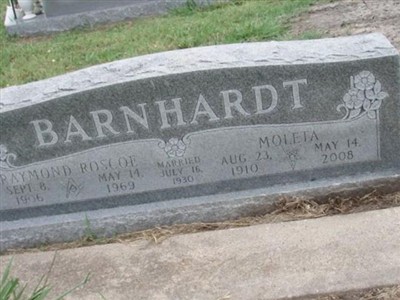 BARNHARDT
RAYMOND ROSCOE
SEPT 8, 1906
MAY 14, 1969
MARRIED
JULY 16,
1930
MOLETA
AUG 23, 1910
MAY 14, 2008